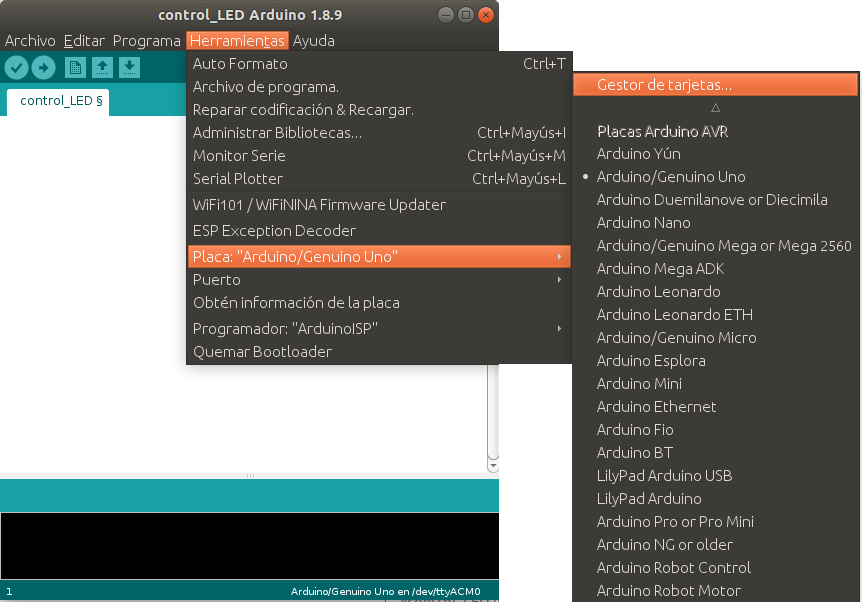 control_LED Arduino 1.8.9
Archivo Editar Programa Herramientas Ayuda
control_LED §
Auto Formato Ctrl+T
Archivo de programa.
Reparar codificación & Recargar.
Administrar Bibliotecas... Ctrl+Mayús+I
Monitor Serie Ctrl+Mayús+M
Serial Plotter Ctrl+Mayús+L
WiFi101 / WiFiNINA Firmware Updater
ESP Exception Decoder
Placa: "Arduino/Genuino Uno"
Puerto
Obtén información de la placa
Programador: "ArduinoISP"
Quemar Bootloader
Gestor de tarjetas...
Placas Arduino AVR
Arduino Yún
Arduino/Genuino Uno
Arduino Duemilanove or Diecimila
Arduino Nano
Arduino/Genuino Mega or Mega 2560
Arduino Mega ADK
Arduino Leonardo
Arduino Leonardo ETH
Arduino/Genuino Micro
Arduino Esplora
Arduino Mini
Arduino Ethernet
Arduino Fio
Arduino BT
LilyPad Arduino USB
LilyPad Arduino
Arduino Pro or Pro Mini
Arduino NG or older
Arduino Robot Control
Arduino Robot Motor
1 Arduino/Genuino Uno en /dev/ttyACM0